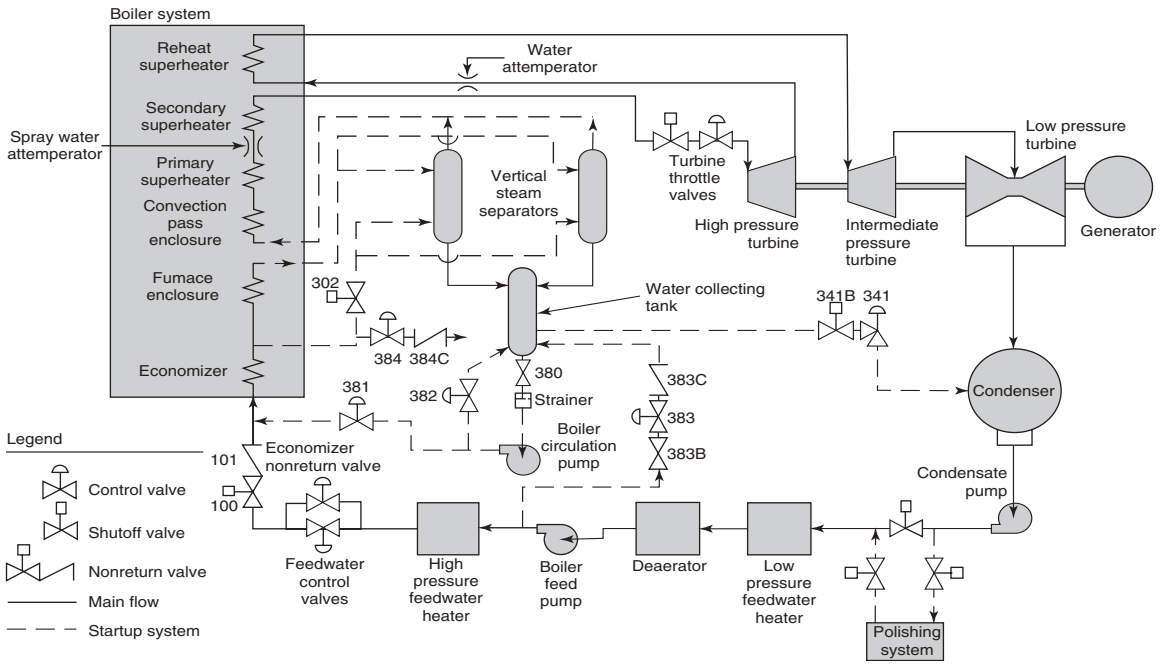 Boiler system
Reheat
superheater
Water
attemperator
Secondary
superheater
Spray water
attemperator
Primary
superheater
Convection
pass
enclosure
Fumace
enclosure
Economizer
Vertical
steam
separators
Turbine
throttle
valves
High pressure
turbine
Intermediate
pressure
turbine
Low pressure
turbine
Generator
302
384 384C
Water collecting
tank
341B 341
380
381
382
Strainer
383C
383
383B
Condenser
Boiler
circulation
pump
Legend
Control valve
Shutoff valve
Nonreturn valve
Main flow
Startup system
101
Economizer
nonreturn valve
100
Feedwater
control
valves
High
pressure
feedwater
heater
Boiler
feed
pump
Deaerator
Low
pressure
feedwater
heater
Condensate
pump
Polishing
system